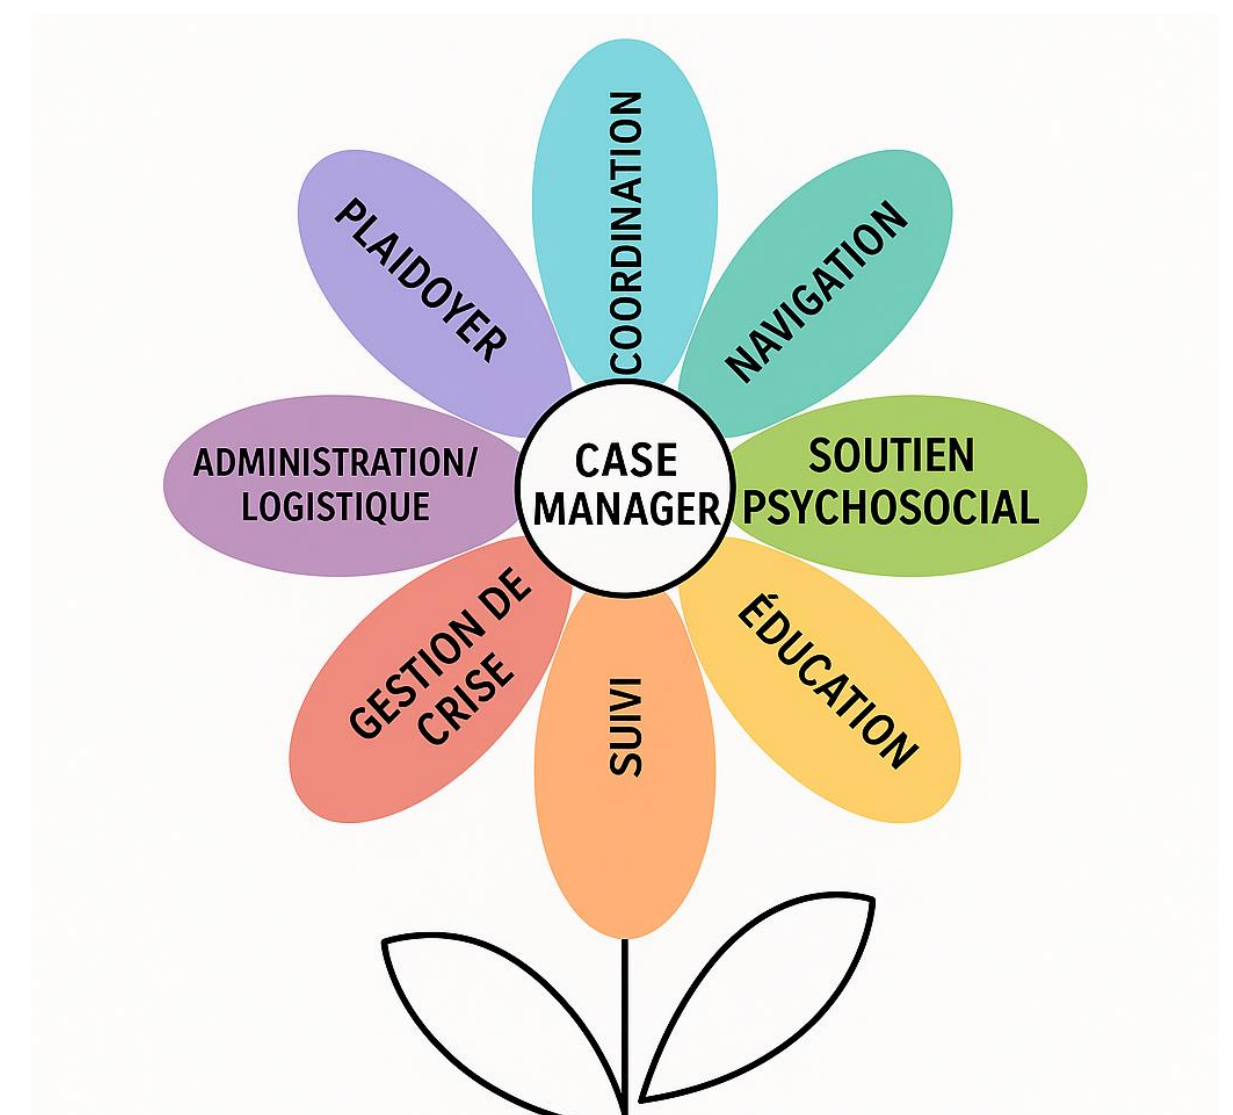 COORDINATION
PLAIDOYER
NAVIGATION
ADMINISTRATION/
LOGISTIQUE
CASE
MANAGER
SOUTIEN
PSYCHOSOCIAL
GESTION DE
CRISE
SUIVI
ÉDUCATION